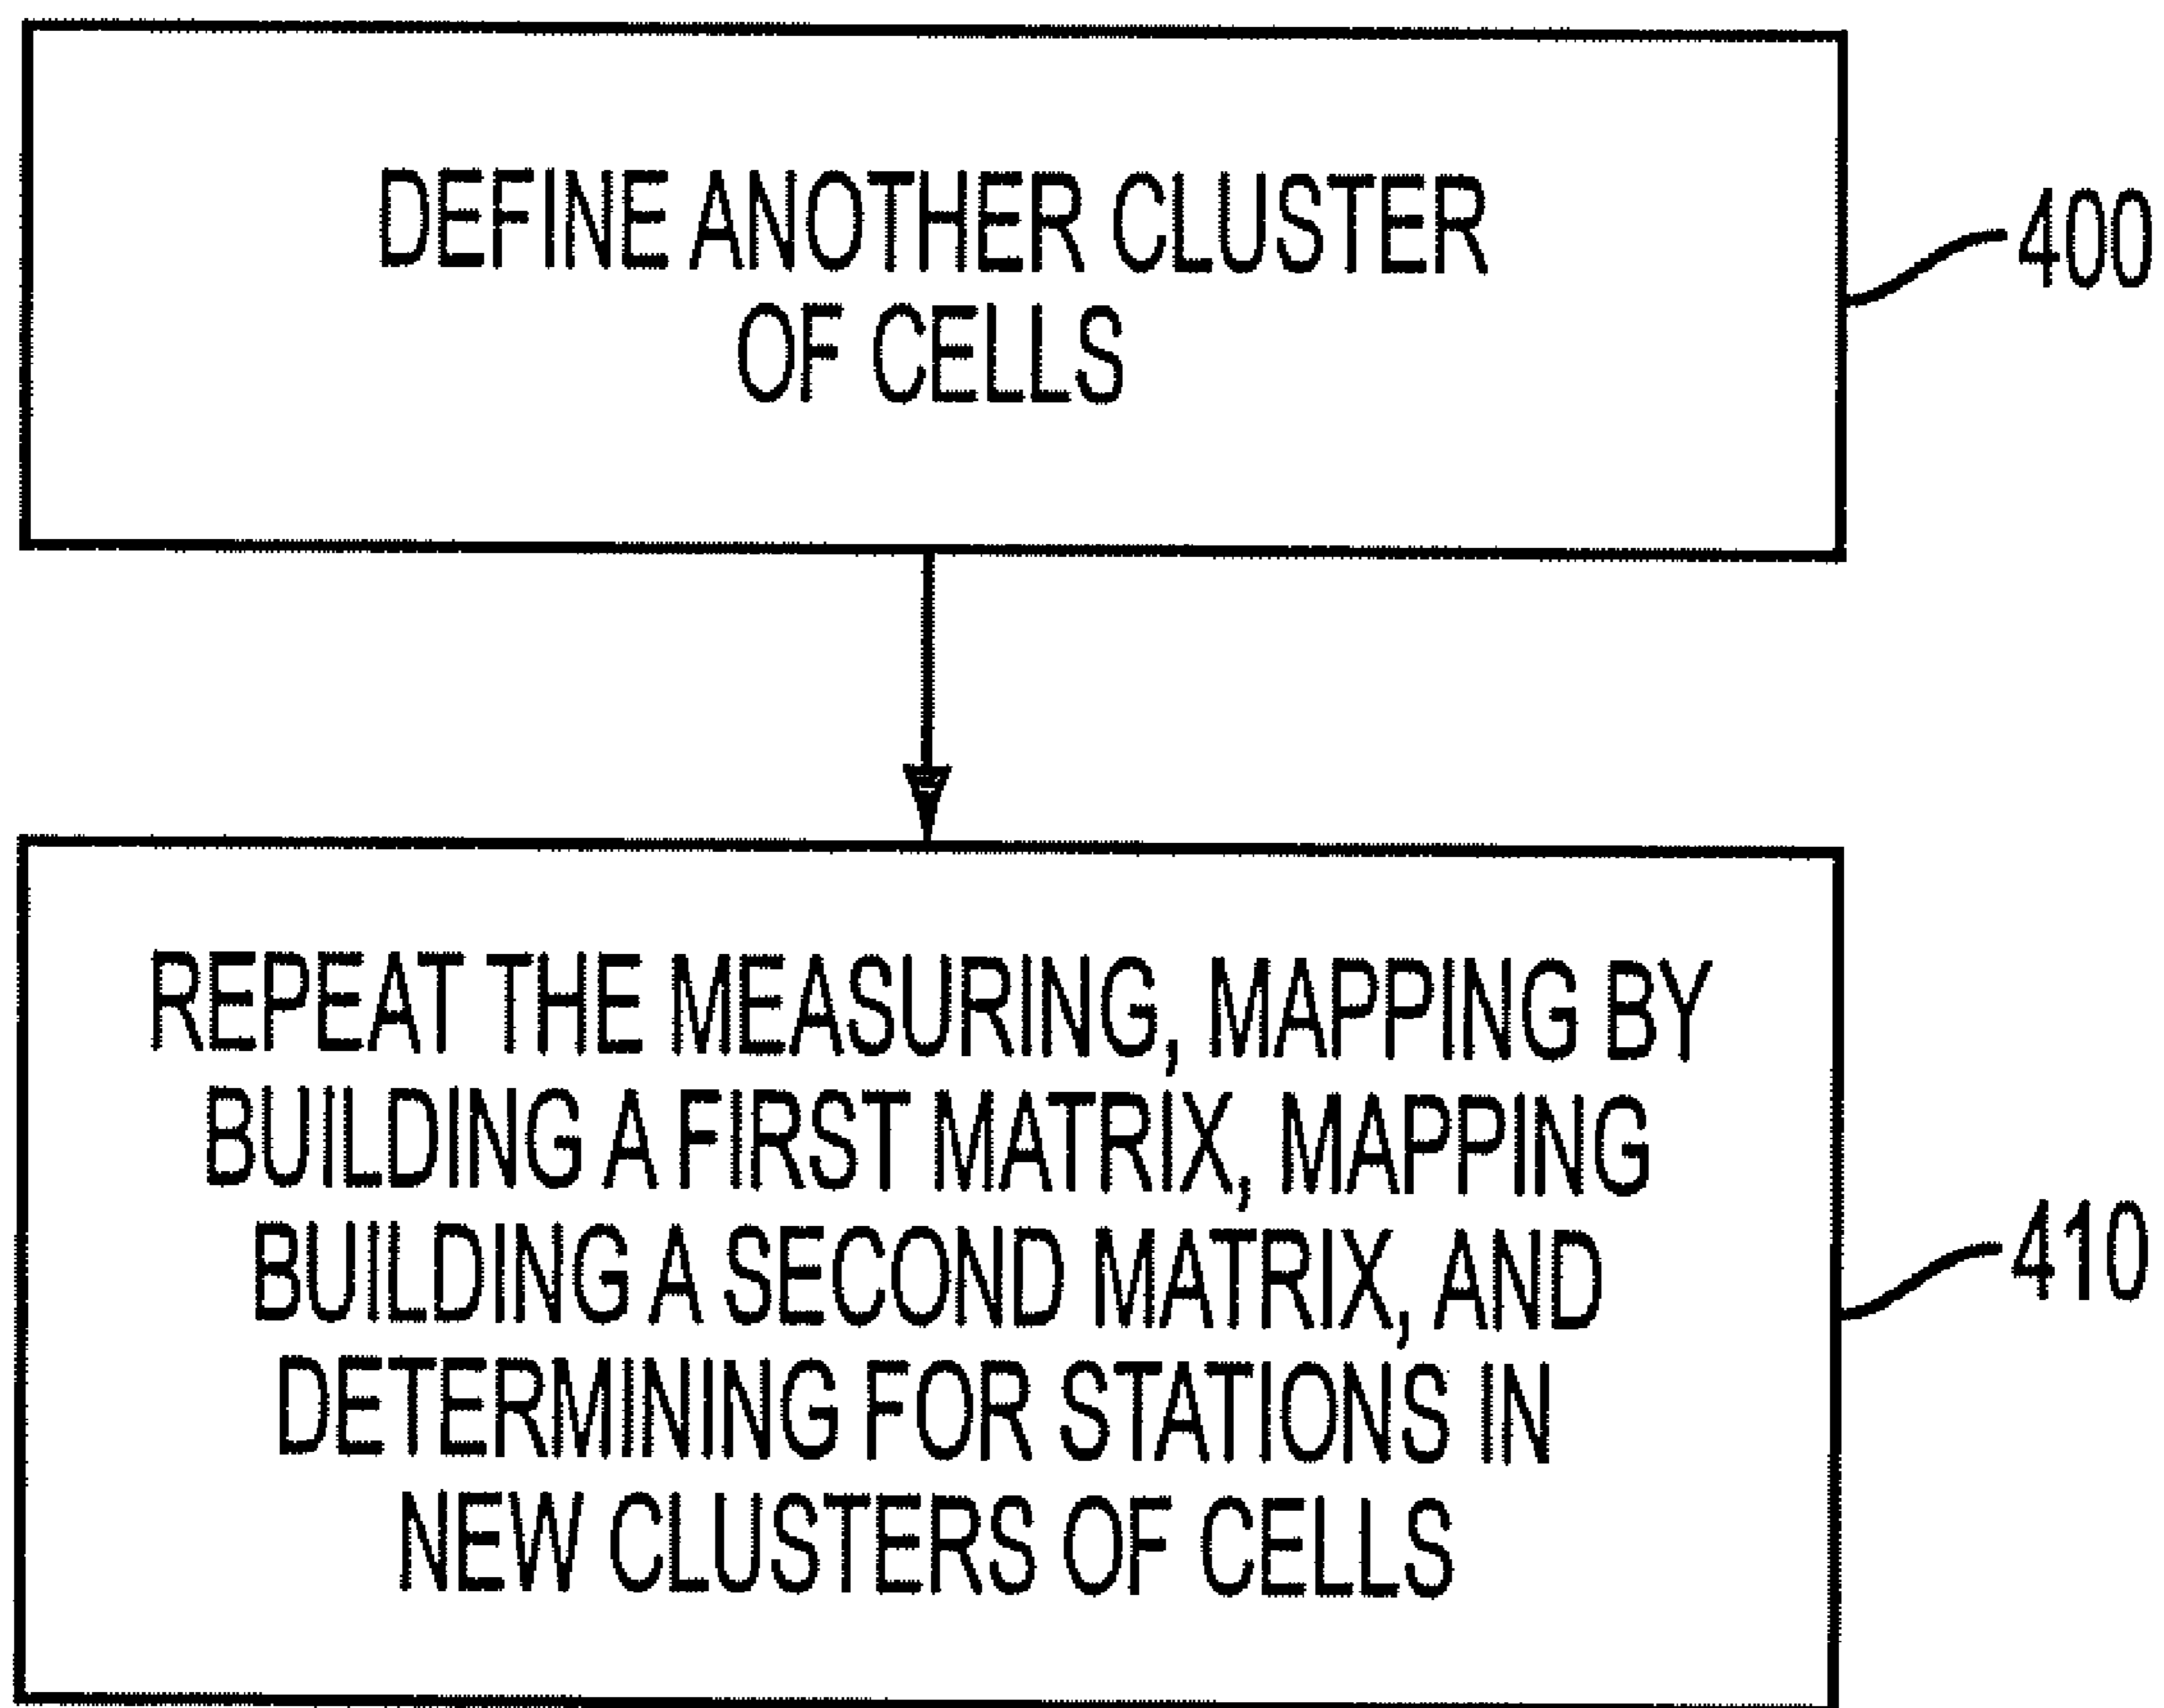 DEFINE ANOTHER CLUSTER
OF CELLS
400
REPEAT THE MEASURING, MAPPING BY
BUILDING A FIRST MATRIX, MAPPING
BUILDING A SECOND MATRIX, AND
DETERMINING FOR STATIONS IN
NEW CLUSTERS OF CELLS
410